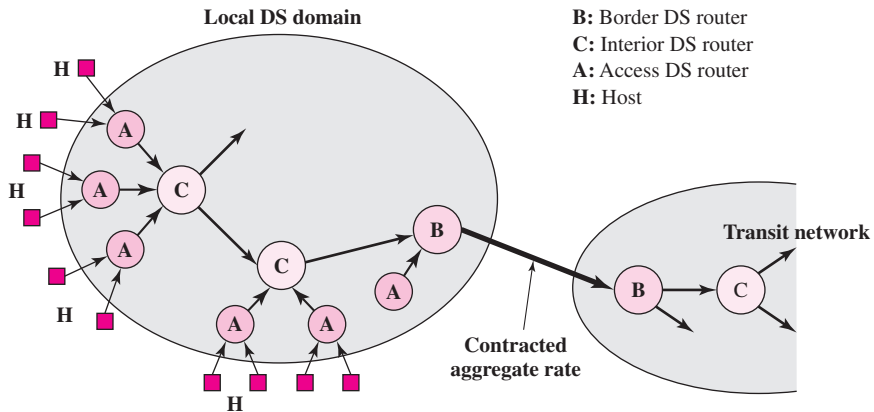 Local DS domain
B: Border DS router
C: Interior DS router
A: Access DS router
H: Host
H
H
A
H
A
C
A
B
Transit network
C
A
B
C
H
A
A
Contracted
aggregate rate
H